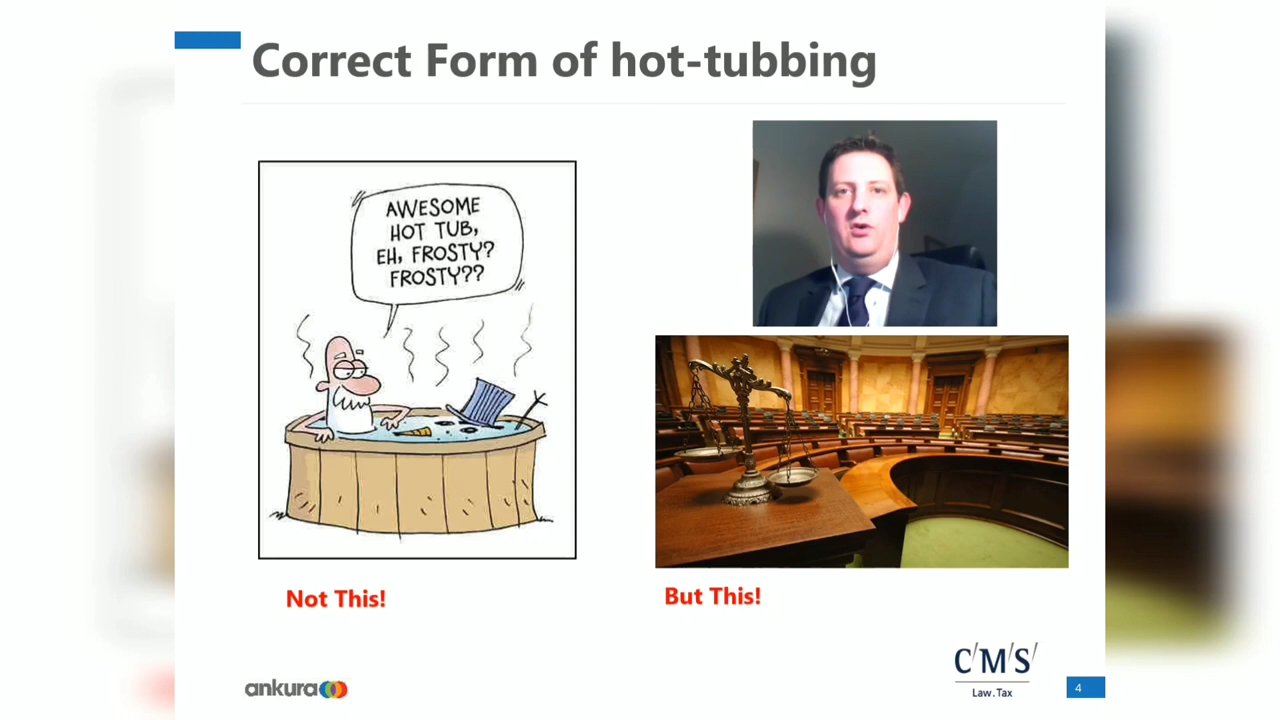 Correct Form of hot-tubbing
AWESOME
HOT TUB,
EH, FROSTY?
FROSTY??
Not This!
But This!
ankura
C/M/S/
Law.Tax
4